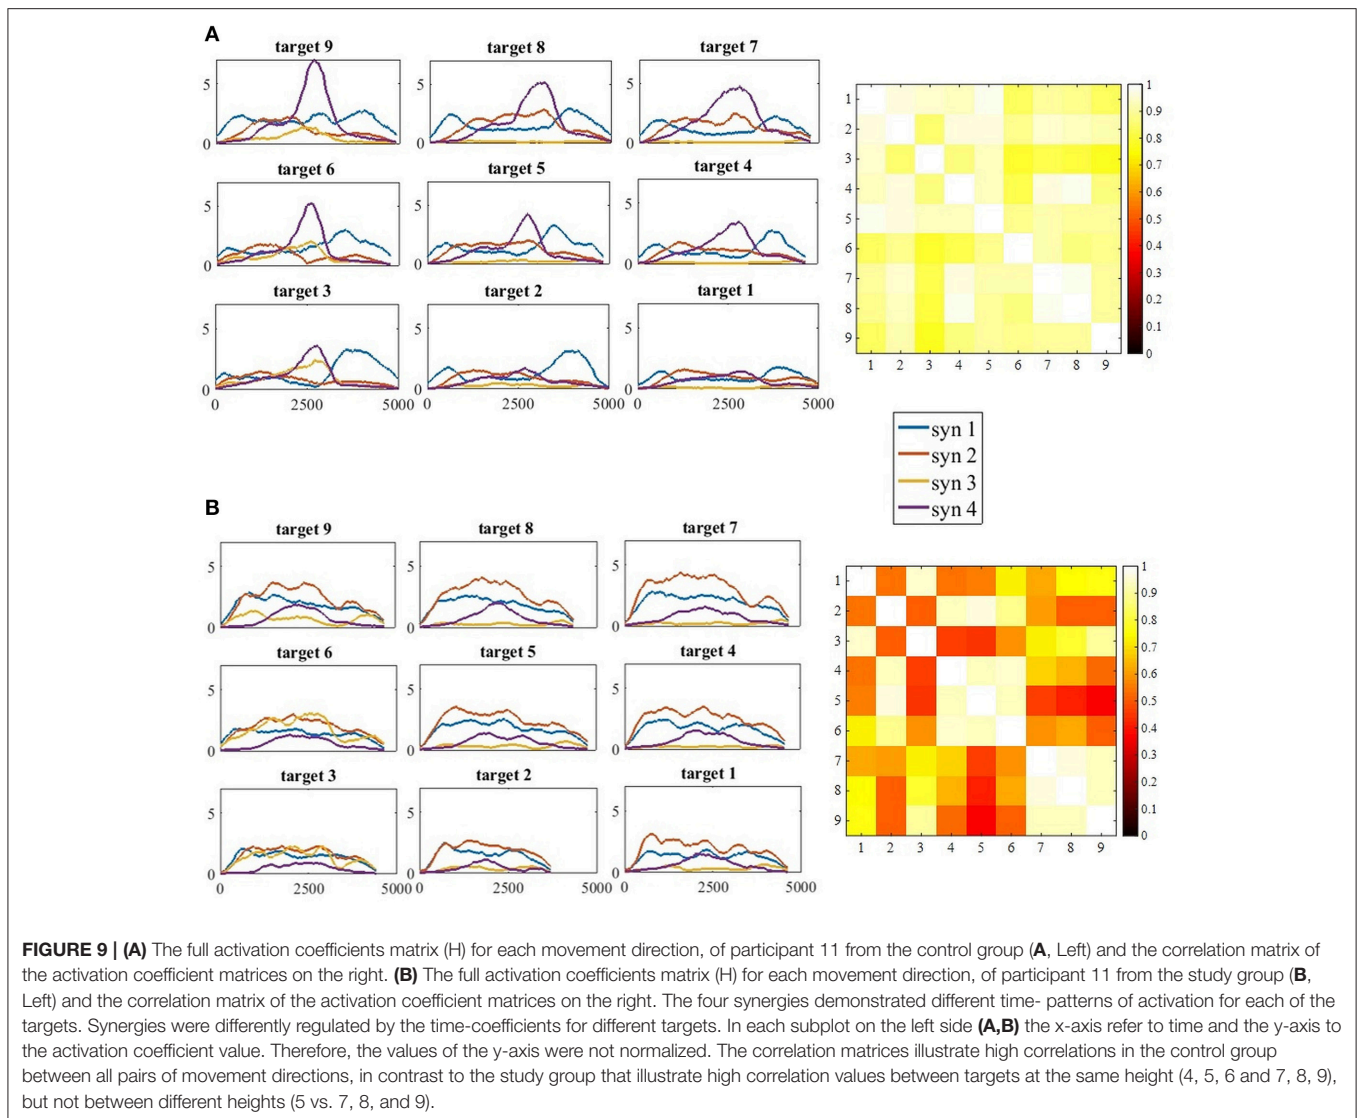 A
target 9
target 8
target 7
5
0
5
0
5
0
target 6
target 5
target 4
5
0
5
0
5
0
target 3
target 2
target 1
5
0
5
0
5
0
0 2500 5000
0 2500 5000
0 2500 5000
1
2
3
4
5
6
7
8
9
1 2 3 4 5 6 7 8 9
1
0.9
0.8
0.7
0.6
0.5
0.4
0.3
0.2
0.1
0
syn 1
syn 2
syn 3
syn 4
B
target 9
target 8
target 7
5
0
5
0
5
0
target 6
target 5
target 4
5
0
5
0
5
0
target 3
target 2
target 1
5
0
5
0
5
0
0 2500 5000
0 2500 5000
0 2500 5000
1
2
3
4
5
6
7
8
9
1 2 3 4 5 6 7 8 9
1
0.9
0.8
0.7
0.6
0.5
0.4
0.3
0.2
0.1
0
FIGURE 9 | (A) The full activation coefficients matrix (H) for each movement direction, of participant 11 from the control group (A, Left) and the correlation matrix of
the activation coefficient matrices on the right. (B) The full activation coefficients matrix (H) for each movement direction, of participant 11 from the study group (B,
Left) and the correlation matrix of the activation coefficient matrices on the right. The four synergies demonstrated different time- patterns of activation for each of the
targets. Synergies were differently regulated by the time-coefficients for different targets. In each subplot on the left side (A,B) the x-axis refer to time and the y-axis to
the activation coefficient value. Therefore, the values of the y-axis were not normalized. The correlation matrices illustrate high correlations in the control group
between all pairs of movement directions, in contrast to the study group that illustrate high correlation values between targets at the same height (4, 5, 6 and 7, 8, 9),
but not between different heights (5 vs. 7, 8, and 9).